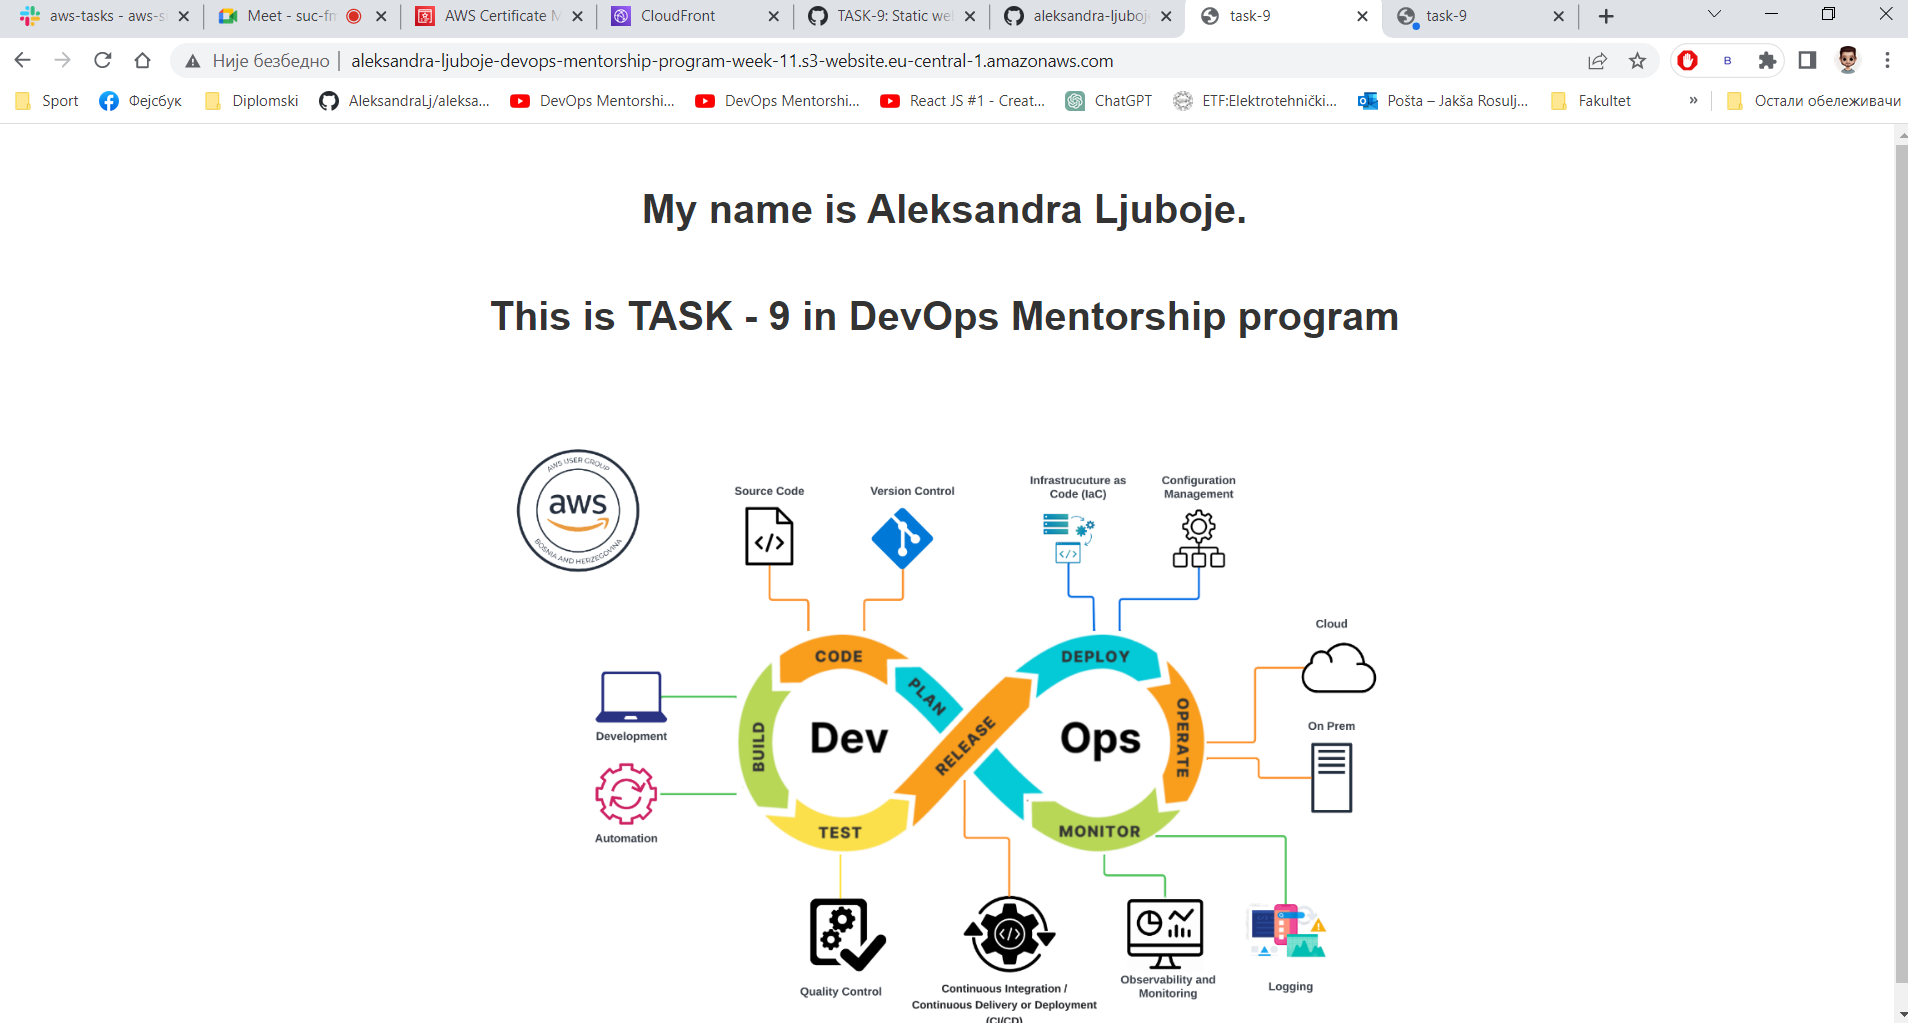 aws-tasks - aws-s
Meet - suc-fn
AWS Certificate M
CloudFront
TASK-9: Static we
aleksandra-ljuboje
task-9
task-9
Није безбедно
aleksandra-ljuboje-devops-mentorship-program-week-11.s3-website.eu-central-1.amazonaws.com
B
Sport
Фејсбук
Diplomski
AleksandraLj/aleksa...
DevOps Mentorshi...
DevOps Mentorshi...
React JS #1 - Creat...
ChatGPT
ETF:Elektrotehnički...
Pošta – Jakša Rosulj...
Fakultet
»
Остали обележивачи
My name is Aleksandra Ljuboje.
This is TASK - 9 in DevOps Mentorship program
AWS USER GROUP
aws
BOSNIA AND HERZEGOVINA
Source Code
Version Control
Infrastrucuture as
Code (IaC)
Configuration
Management
Cloud
On Prem
Development
Automation
CODE
PLAN
BUILD
Dev
TEST
RELEASE
DEPLOY
Ops
OPERATE
MONITOR
Quality Control
Continuous Integration /
Continuous Delivery or Deployment
(CI/CD)
Observability and
Monitoring
Logging